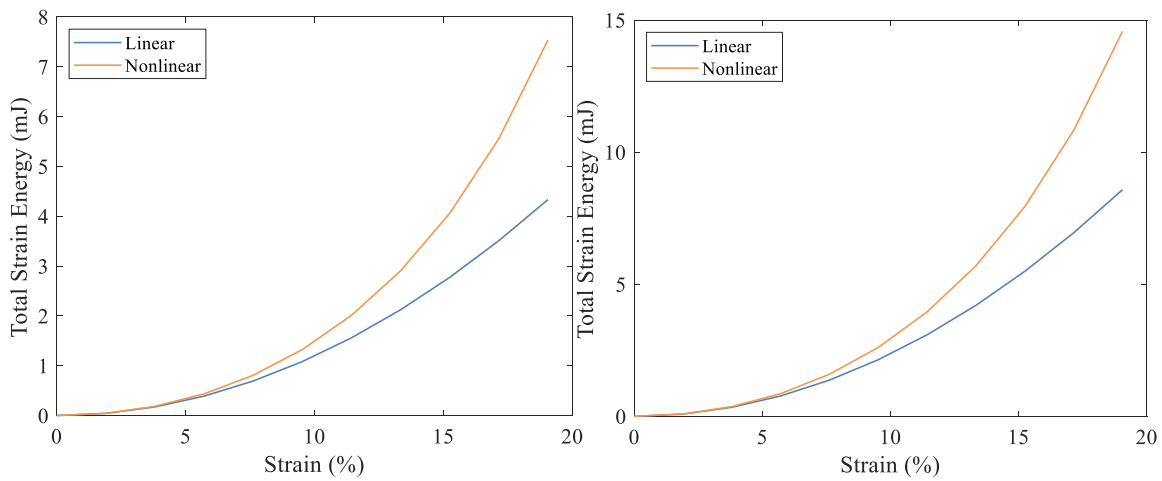 Total Strain Energy (mJ)
8
7
6
5
4
3
2
1
0
Linear
Nonlinear
0 5 10 15 20
Strain (%)
Total Strain Energy (mJ)
15
10
5
0
Linear
Nonlinear
0 5 10 15 20
Strain (%)